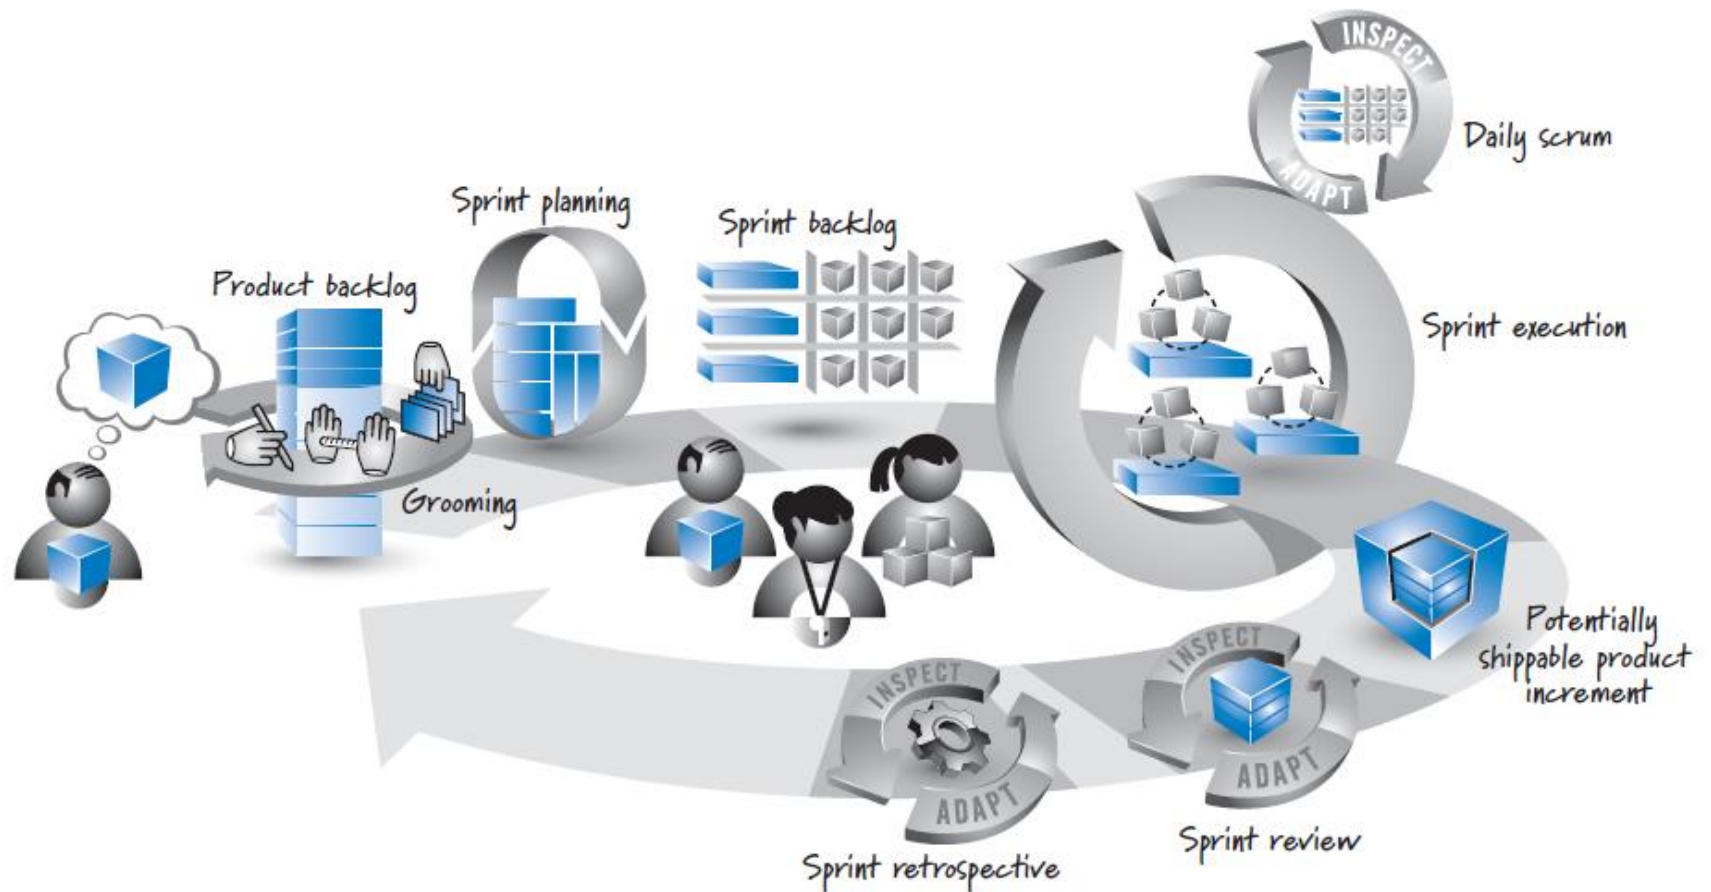 INSPECT
ADAPT
Daily scrum
Sprint planning
Sprint backlog
Product backlog
Sprint execution
Grooming
Potentially
shippable product
increment
INSPECT
ADAPT
Sprint review
INSPECT
ADAPT
Sprint retrospective